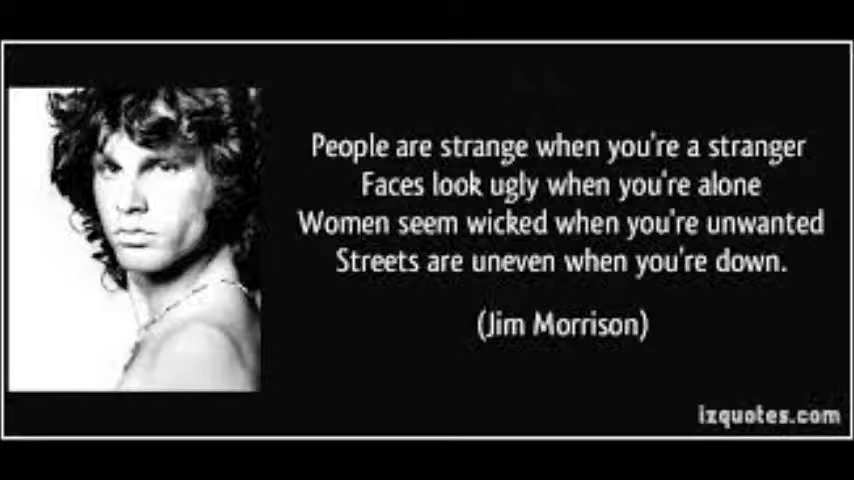 People are strange when you're a stranger
Faces look ugly when you're alone
Women seem wicked when you're unwanted
Streets are uneven when you're down.
(Jim Morrison)
izquotes.com